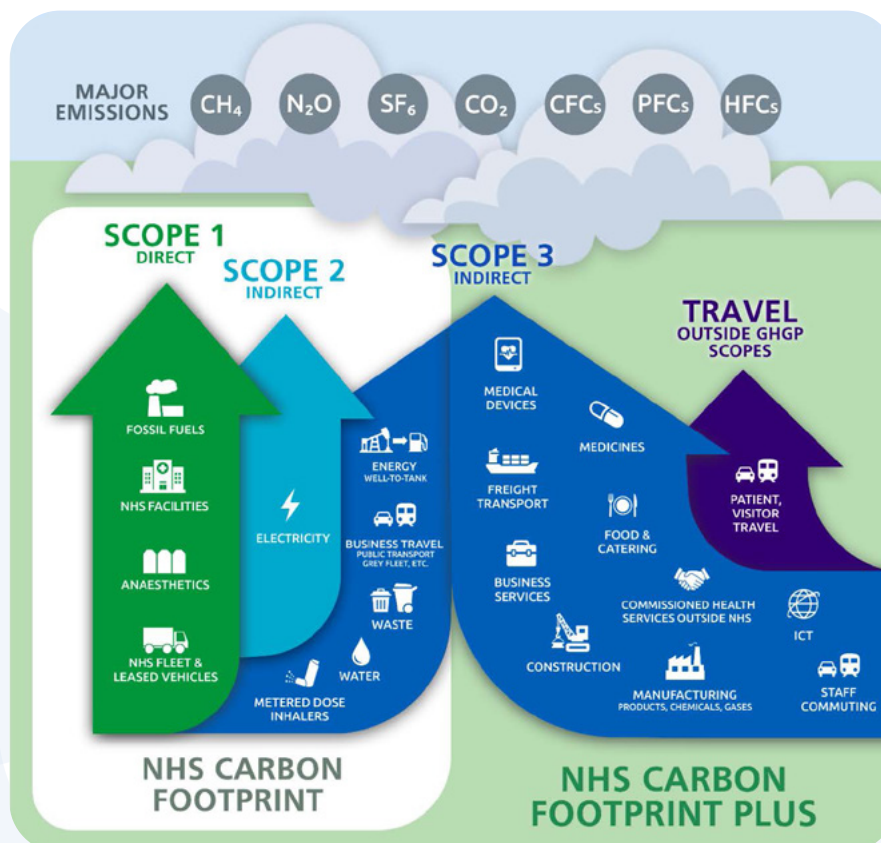 MAJOR
EMISSIONS
CH₄
N₂O
SF₆
CO₂
CFCs
PFCs
HFCs
SCOPE 1
DIRECT
SCOPE 2
INDIRECT
SCOPE 3
INDIRECT
TRAVEL
OUTSIDE GHGP
SCOPES
FOSSIL FUELS
NHS FACILITIES
ANAESTHETICS
NHS FLEET &
LEASED VEHICLES
ELECTRICITY
ENERGY
WELL-TO-TANK
BUSINESS TRAVEL
PUBLIC TRANSPORT
GREY FLEET, ETC.
WASTE
WATER
METERED DOSE
INHALERS
MEDICAL
DEVICES
MEDICINES
FREIGHT
TRANSPORT
FOOD &
CATERING
BUSINESS
SERVICES
COMMISSIONED HEALTH
SERVICES OUTSIDE NHS
CONSTRUCTION
MANUFACTURING
PRODUCTS, CHEMICALS, GASES
PATIENT,
VISITOR
TRAVEL
ICT
STAFF
COMMUTING
NHS CARBON
FOOTPRINT
NHS CARBON
FOOTPRINT PLUS